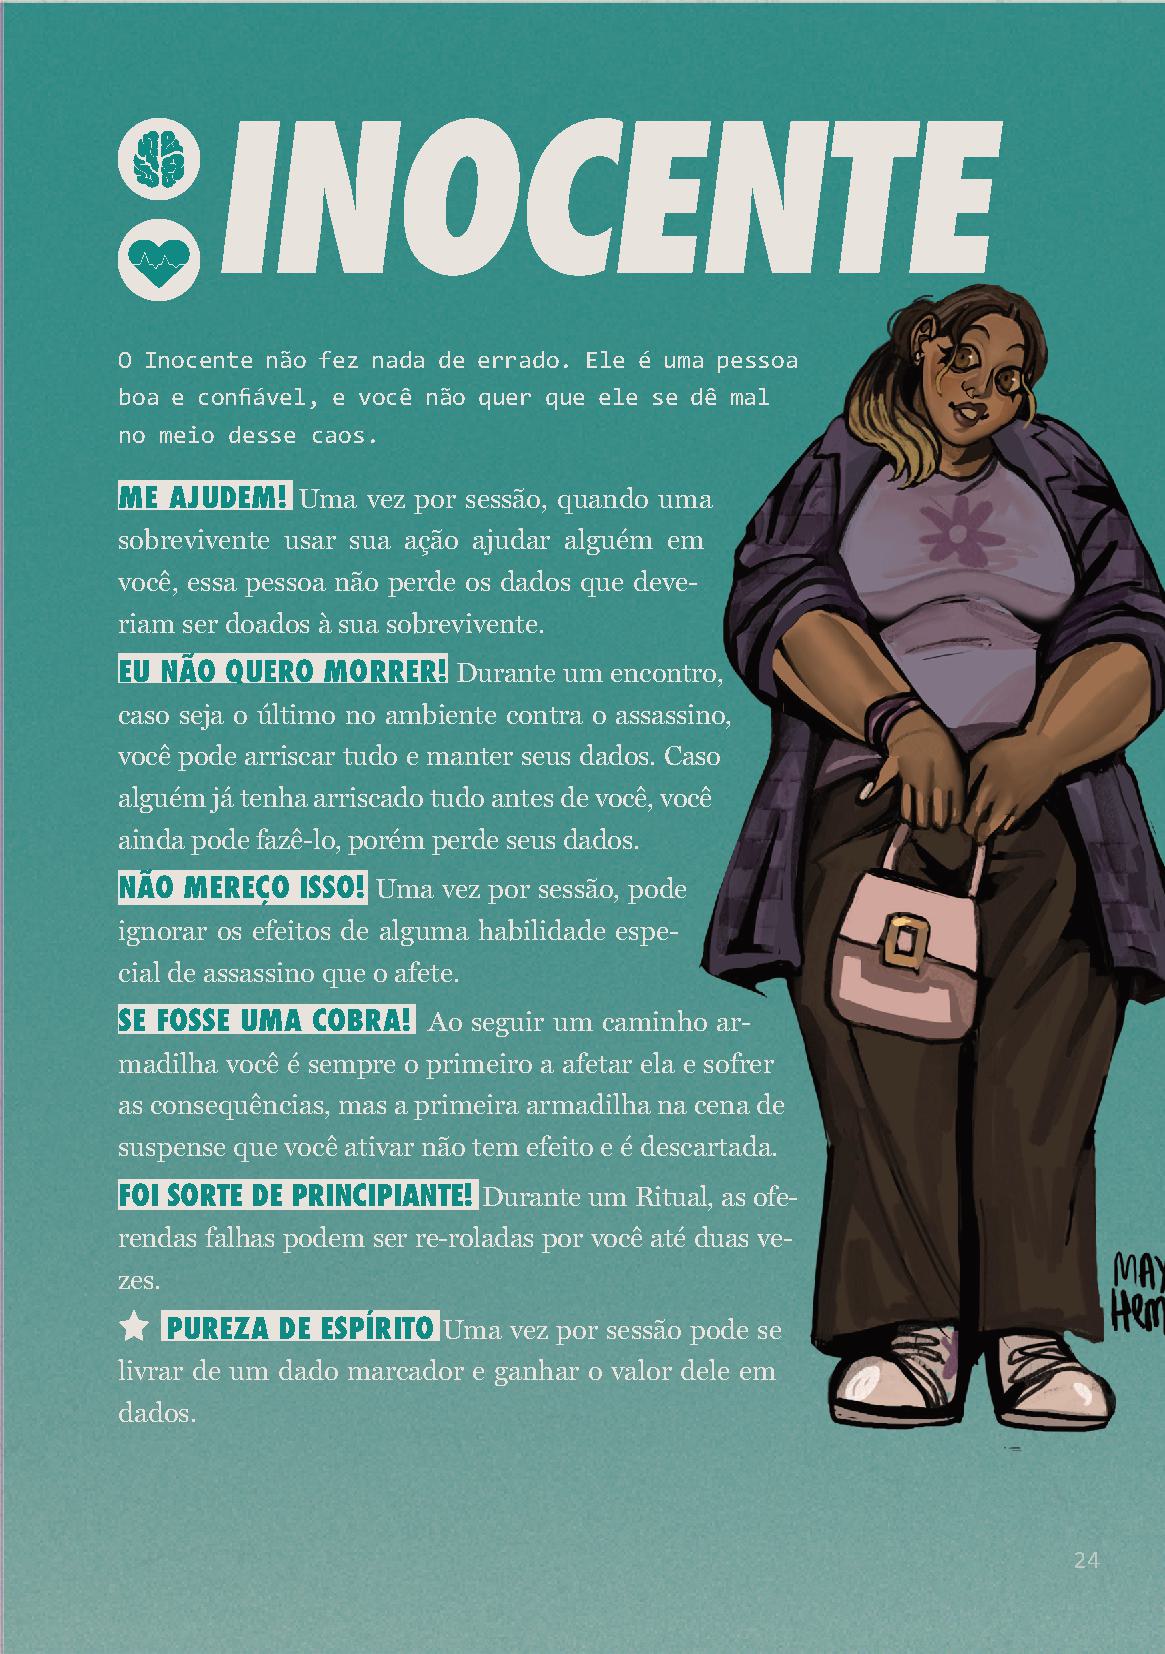 INOCENTE
O Inocente não fez nada de errado. Ele é uma pessoa
boa e confiável, e você não quer que ele se dê mal
no meio desse caos.
ME AJUDEM! Uma vez por sessão, quando uma
sobrevivente usar sua ação ajudar alguém em
você, essa pessoa não perde os dados que deve-
riam ser doados à sua sobrevivente.
EU NÃO QUERO MORRER! Durante um encontro,
caso seja o último no ambiente contra o assassino,
você pode arriscar tudo e manter seus dados. Caso
alguém já tenha arriscado tudo antes de você, você
ainda pode fazê-lo, porém perde seus dados.
NÃO MEREÇO ISSO! Uma vez por sessão, pode
ignorar os efeitos de alguma habilidade espe-
cial de assassino que o afete.
SE FOSSE UMA COBRA! Ao seguir um caminho ar-
madilha você é sempre o primeiro a afetar ela e sofrer
as consequências, mas a primeira armadilha na cena de
suspense que você ativar não tem efeito e é descartada.
FOI SORTE DE PRINCIPIANTE! Durante um Ritual, as ofe-
rendas falhas podem ser re-roladas por você até duas ve-
zes.
PUREZA DE ESPÍRITO Uma vez por sessão pode se
livrar de um dado marcador e ganhar o valor dele em
dados.
MAY
Hem
24